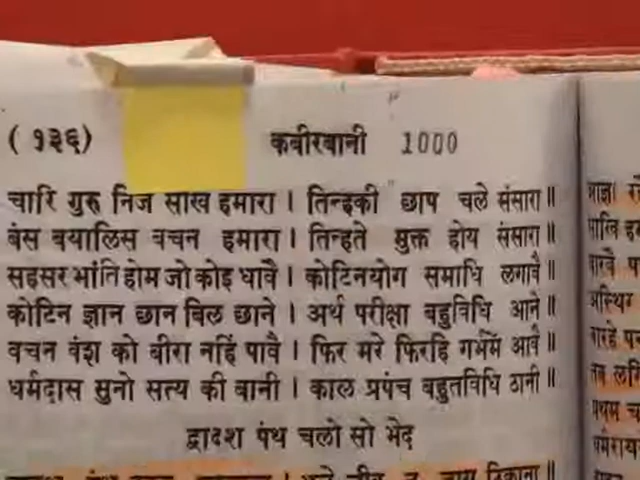 (१३६) कबीरबानी 1000
चारि गुरु निज साख हमारा । तिन्हकी छाप चले संसारा ॥
बंस बयालिस वचन हमारा । तिन्हते मुक्त होय संसारा ॥
सहसर भांति होम जो कोइ धावै । कोटिनयोग समाधि लगावै ॥
कोटिन ज्ञान छान बिल छाने । अर्थ परीक्षा बहुविधि आने ॥
वचन वंश को बीरा नहिं पावै । फिर मरे फिरहि गर्भमें आवै ॥
धर्मदास सुनो सत्य की बानी । काल प्रपंच बहुतविधि ठानी ॥
द्वादश पंथ चलो सो भेद